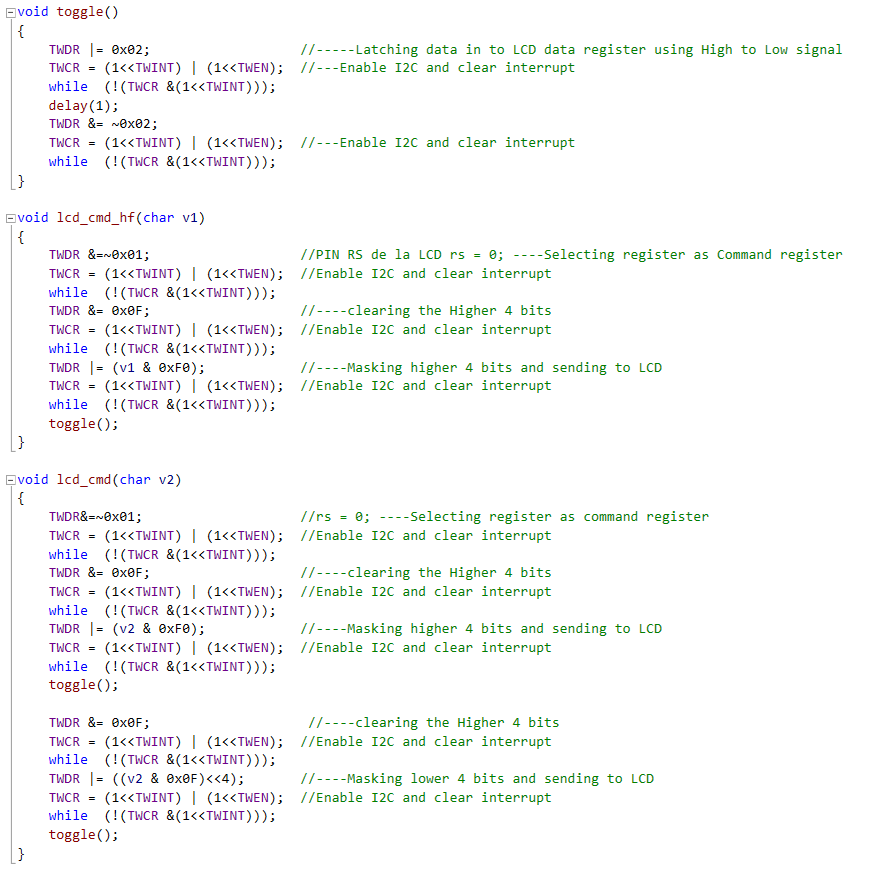 void toggle()
{
    TWDR |= 0x02;                   //-----Latching data in to LCD data register using High to Low signal
    TWCR = (1<<TWINT) | (1<<TWEN);  //---Enable I2C and clear interrupt
    while  (!(TWCR &(1<<TWINT)));
    delay(1);
    TWDR &= ~0x02;
    TWCR = (1<<TWINT) | (1<<TWEN);  //---Enable I2C and clear interrupt
    while  (!(TWCR &(1<<TWINT)));
}

void lcd_cmd_hf(char v1)
{
    TWDR &=~0x01;                   //PIN RS de la LCD rs = 0; ----Selecting register as Command register
    TWCR = (1<<TWINT) | (1<<TWEN);  //Enable I2C and clear interrupt
    while  (!(TWCR &(1<<TWINT)));
    TWDR &= 0x0F;                   //----clearing the Higher 4 bits
    TWCR = (1<<TWINT) | (1<<TWEN);  //Enable I2C and clear interrupt
    while  (!(TWCR &(1<<TWINT)));
    TWDR |= (v1 & 0xF0);            //----Masking higher 4 bits and sending to LCD
    TWCR = (1<<TWINT) | (1<<TWEN);  //Enable I2C and clear interrupt
    while  (!(TWCR &(1<<TWINT)));
    toggle();
}

void lcd_cmd(char v2)
{
    TWDR&=~0x01;                    //rs = 0; ----Selecting register as command register
    TWCR = (1<<TWINT) | (1<<TWEN);  //Enable I2C and clear interrupt
    while  (!(TWCR &(1<<TWINT)));
    TWDR &= 0x0F;                   //----clearing the Higher 4 bits
    TWCR = (1<<TWINT) | (1<<TWEN);  //Enable I2C and clear interrupt
    while  (!(TWCR &(1<<TWINT)));
    TWDR |= (v2 & 0xF0);            //----Masking higher 4 bits and sending to LCD
    TWCR = (1<<TWINT) | (1<<TWEN);  //Enable I2C and clear interrupt
    while  (!(TWCR &(1<<TWINT)));
    toggle();

    TWDR &= 0x0F;                    //----clearing the Higher 4 bits
    TWCR = (1<<TWINT) | (1<<TWEN);  //Enable I2C and clear interrupt
    while  (!(TWCR &(1<<TWINT)));
    TWDR |= ((v2 & 0x0F)<<4);       //----Masking lower 4 bits and sending to LCD
    TWCR = (1<<TWINT) | (1<<TWEN);  //Enable I2C and clear interrupt
    while  (!(TWCR &(1<<TWINT)));
    toggle();
}